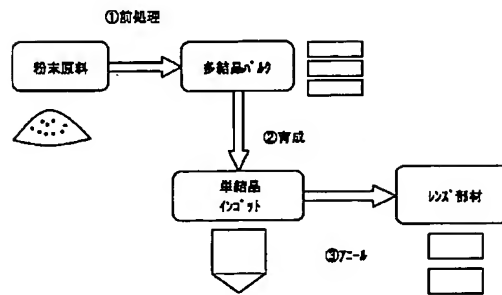 ①前処理
粉末原料
多結晶ﾊﾞﾙｸ
②育成
単結晶
ｲﾝｺﾞｯﾄ
ﾚﾝｽﾞ部材
③ｱﾆｰﾙ